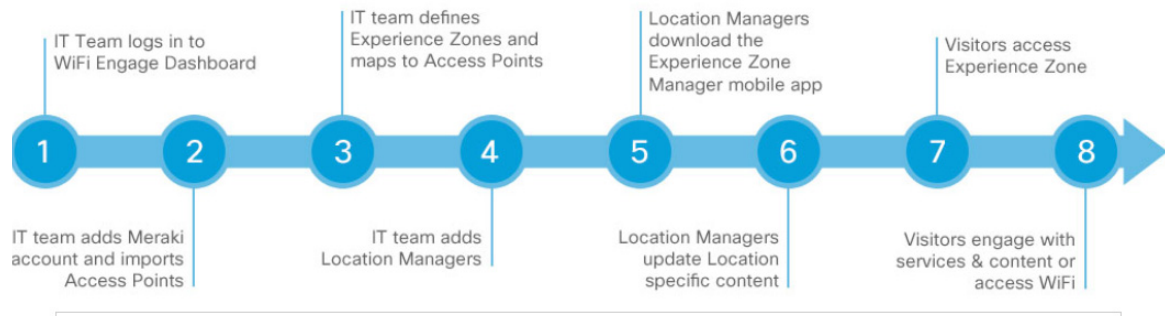 IT Team logs in to
WiFi Engage Dashboard
IT team defines
Experience Zones and
maps to Access Points
Location Managers
download the
Experience Zone
Manager mobile app
Visitors access
Experience Zone
1
2
3
4
5
6
7
8
IT team adds Meraki
account and imports
Access Points
IT team adds
Location Managers
Location Managers
update Location
specific content
Visitors engage with
services & content or
access WiFi